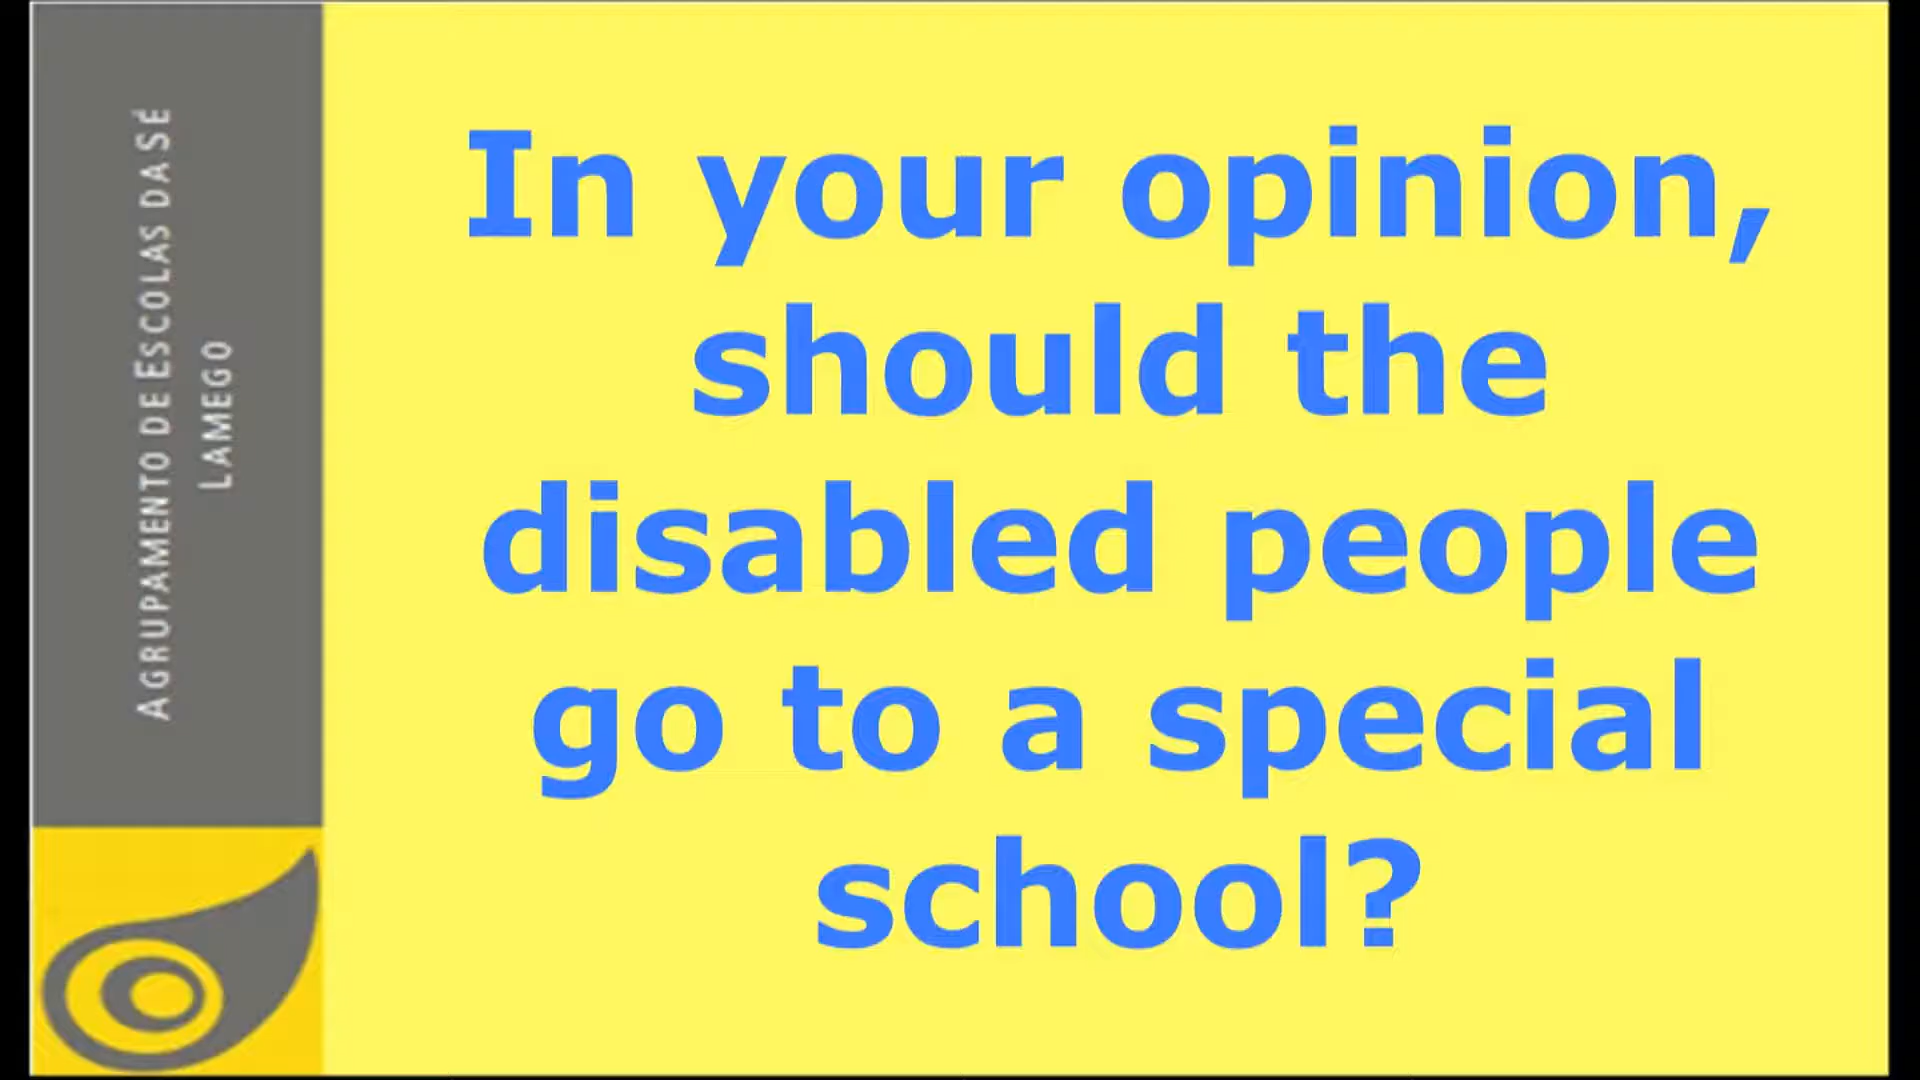 AGRUPAMENTO DE ESCOLAS DA SÉ
LAMEGO
In your opinion,
should the
disabled people
go to a special
school?